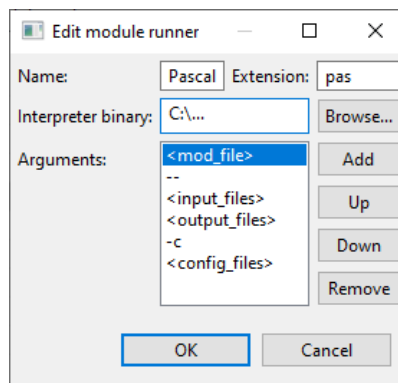 Edit module runner
Name: Pascal Extension: pas
Interpreter binary: C:\... Browse...
Arguments: <mod_file> Add
--
<input_files> Up
<output_files>
-c Down
<config_files>
Remove
OK Cancel